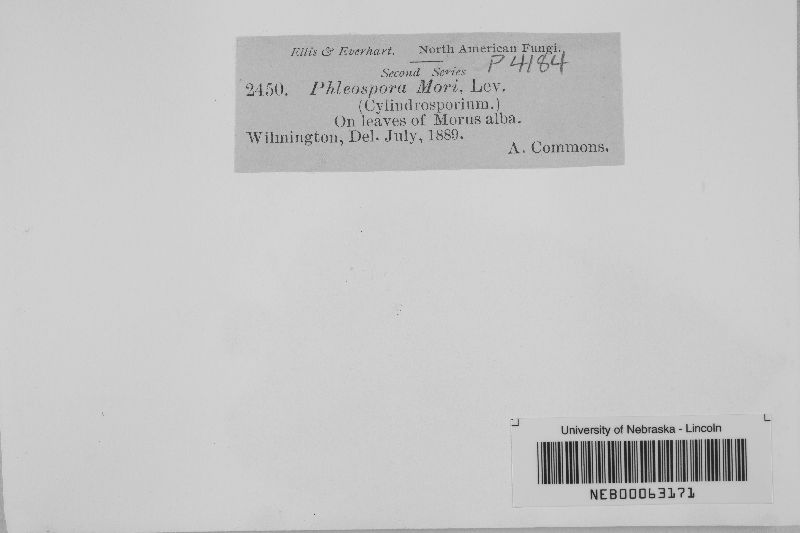 Ellis & Everhart. North American Fungi.
Second Series P 4184
2450. Phleospora Mori, Lev.
(Cylindrosporium.)
On leaves of Morus alba.
Wilmington, Del. July, 1889.
A. Commons.
University of Nebraska - Lincoln
NEB00063171